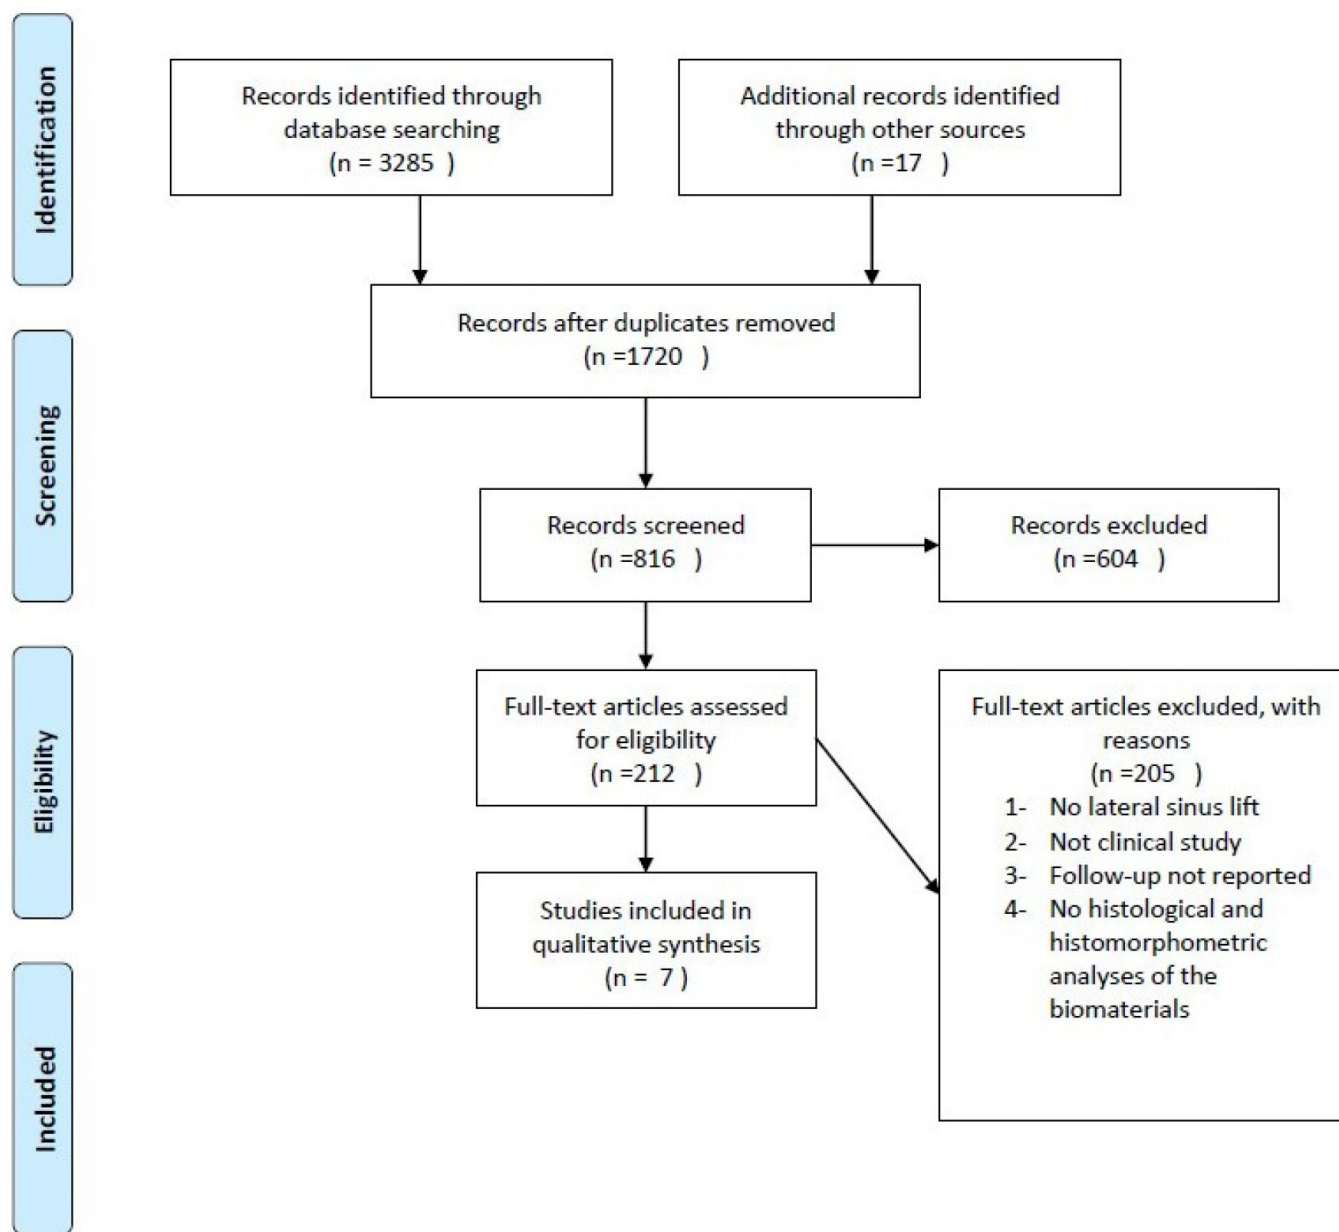 Identification
Records identified through
database searching
(n = 3285  )
Additional records identified
through other sources
(n =17   )
Records after duplicates removed
(n =1720   )
Screening
Records screened
(n =816   )
Records excluded
(n =604   )
Eligibility
Full-text articles assessed
for eligibility
(n =212   )
Full-text articles excluded, with
reasons
(n =205   )
1- No lateral sinus lift
2- Not clinical study
3- Follow-up not reported
4- No histological and
histomorphometric
analyses of the
biomaterials
Studies included in
qualitative synthesis
(n =  7 )
Included